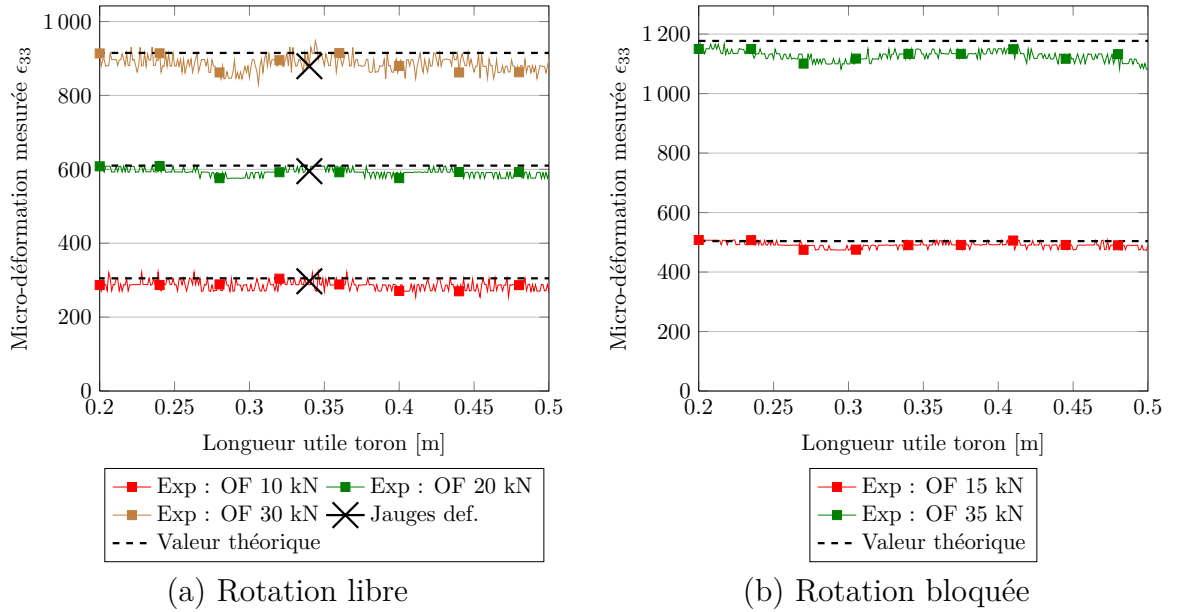 1 000
800
600
400
200
0
0.2 0.25 0.3 0.35 0.4 0.45 0.5
Micro-déformation mesurée ϵ33
Longueur utile toron [m]
Exp : OF 10 kN Exp : OF 20 kN
Exp : OF 30 kN Jauges def.
Valeur théorique
(a) Rotation libre
1 200
1 000
800
600
400
200
0
0.2 0.25 0.3 0.35 0.4 0.45 0.5
Micro-déformation mesurée ϵ33
Longueur utile toron [m]
Exp : OF 15 kN
Exp : OF 35 kN
Valeur théorique
(b) Rotation bloquée